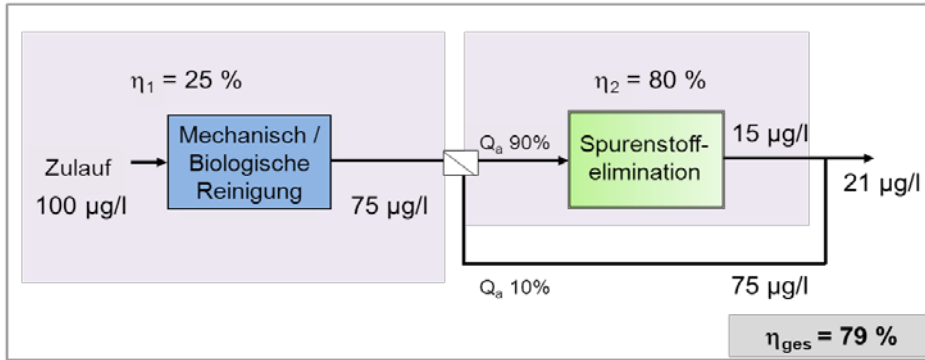 η₁ = 25 %
η₂ = 80 %
Mechanisch /
Biologische
Reinigung
Spurenstoff-
elimination
Zulauf
100 µg/l
75 µg/l
Qₐ 90%
15 µg/l
21 µg/l
Qₐ 10%
75 µg/l
ηges = 79 %